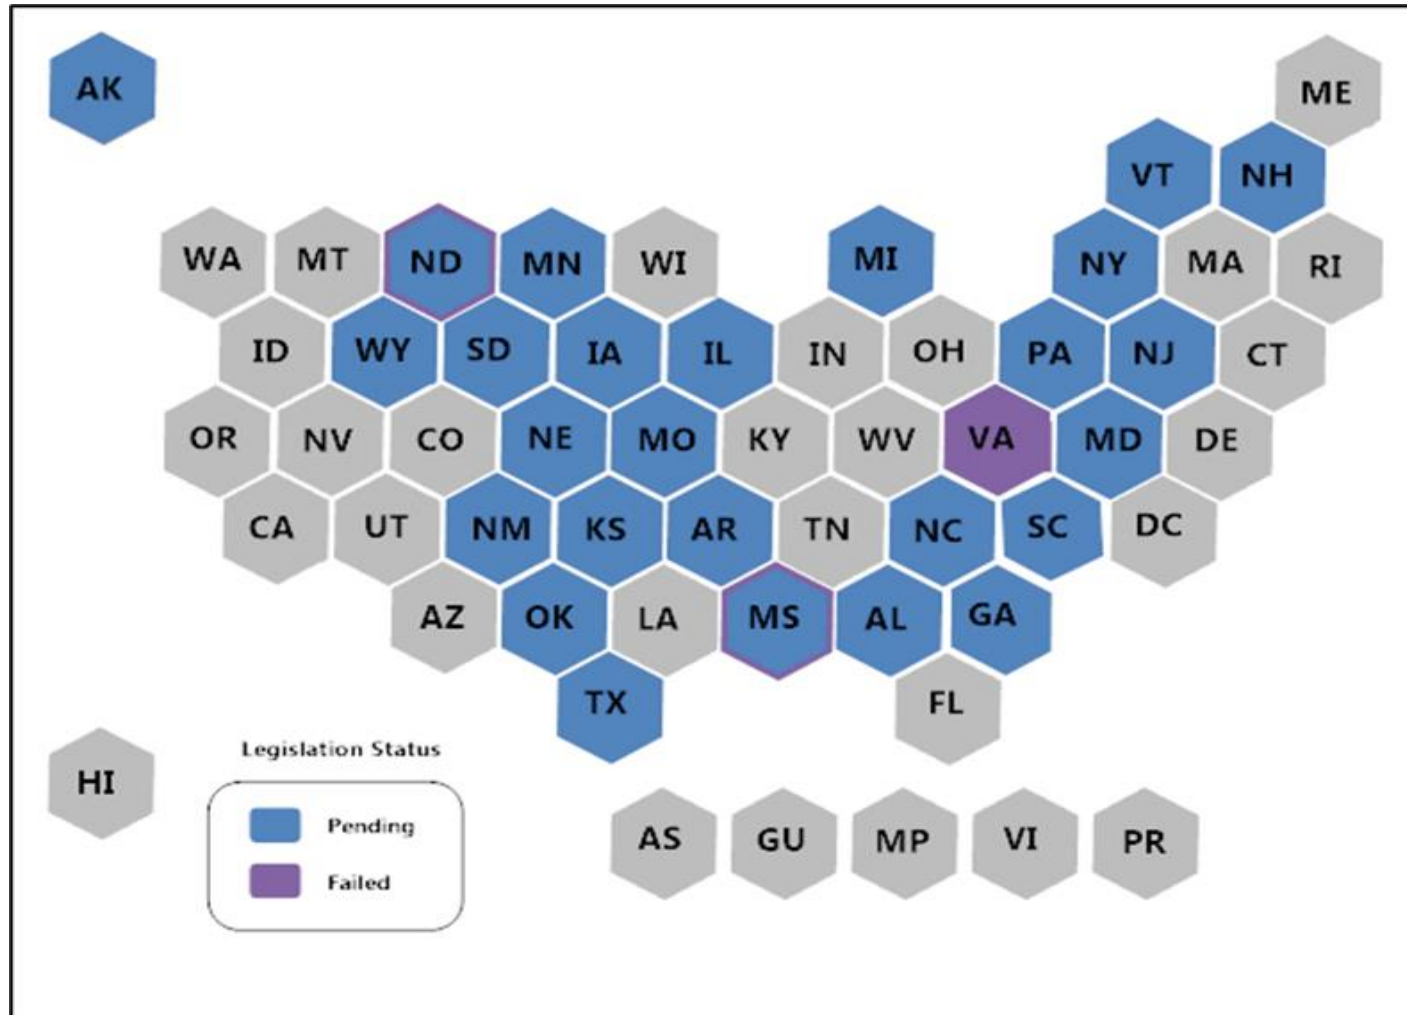 AK
ME
VT NH
WA MT ND MN WI MI NY MA RI
ID WY SD IA IL IN OH PA NJ CT
OR NV CO NE MO KY WV VA MD DE
CA UT NM KS AR TN NC SC DC
AZ OK LA MS AL GA
TX FL
HI
Legislation Status
Pending
Failed
AS GU MP VI PR